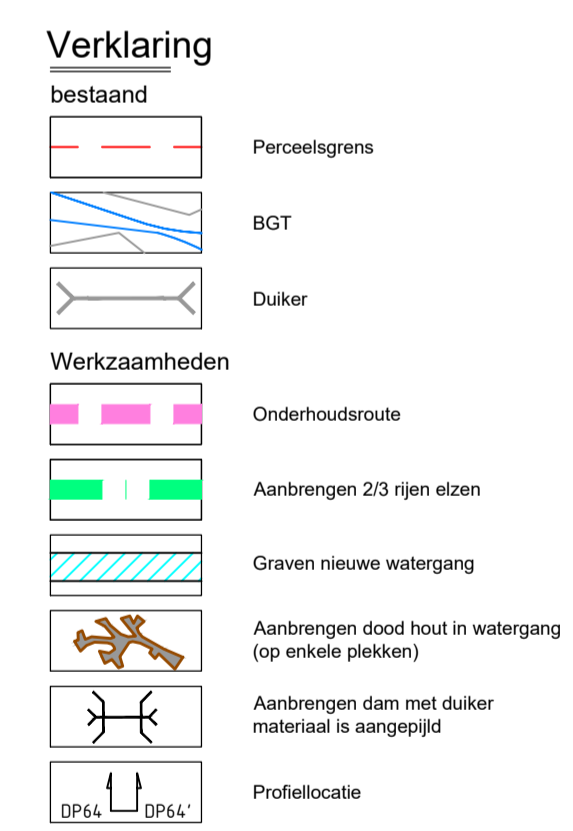 Verklaring
bestaand
Perceelsgrens
BGT
Duiker
Werkzaamheden
Onderhoudsroute
Aanbrengen 2/3 rijen elzen
Graven nieuwe watergang
Aanbrengen dood hout in watergang
(op enkele plekken)
Aanbrengen dam met duiker
materiaal is aangepijld
DP64 DP64' Profiellocatie